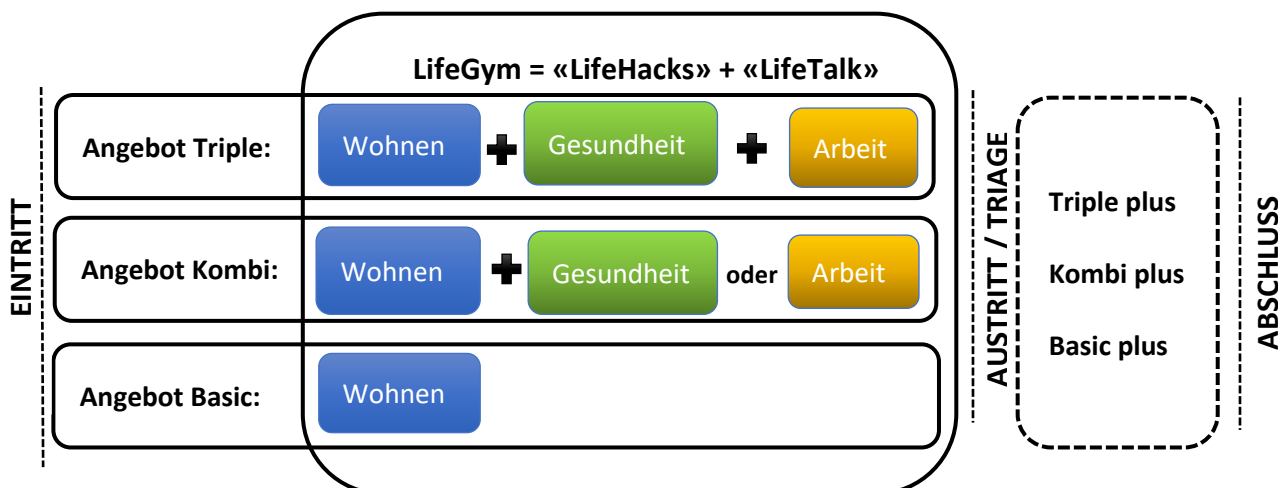 LifeGym = «LifeHacks» + «LifeTalk»
EINTRITT
Angebot Triple: Wohnen + Gesundheit + Arbeit
Angebot Kombi: Wohnen + Gesundheit oder Arbeit
Angebot Basic: Wohnen
AUSTRITT / TRIAGE
Triple plus
Kombi plus
Basic plus
ABSCHLUSS